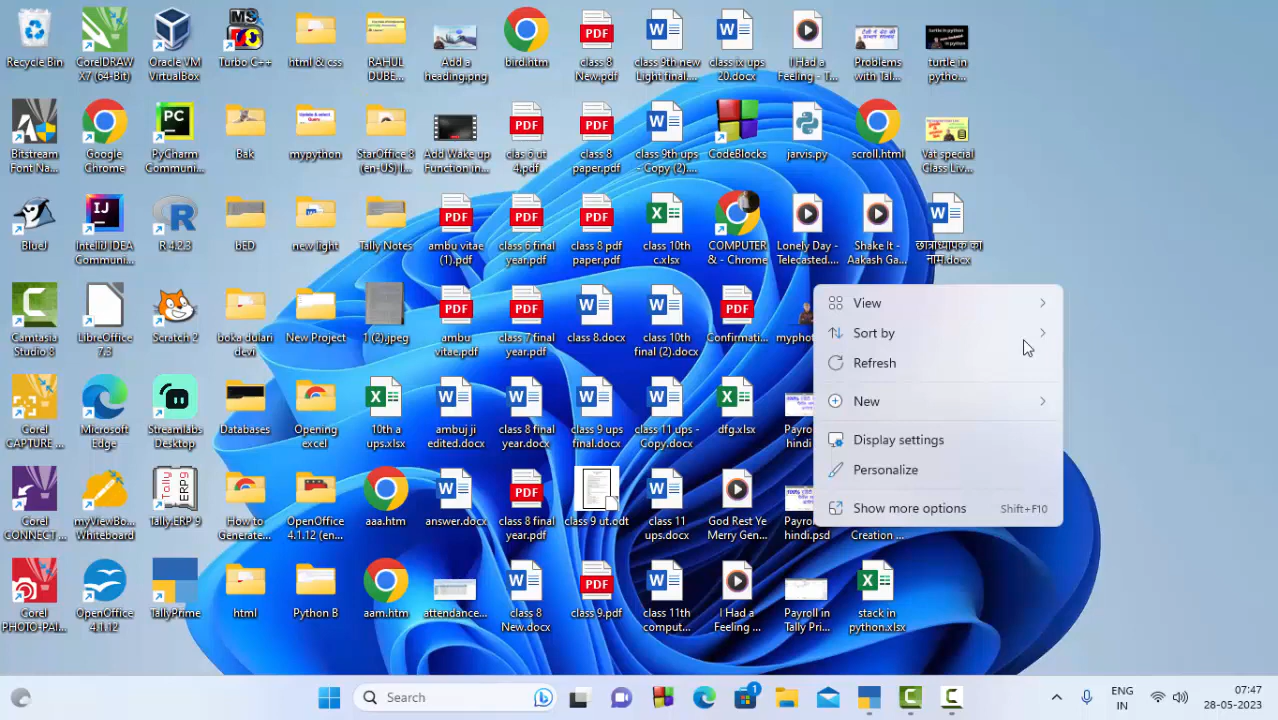 Recycle Bin
CorelDRAW
X7 (64-Bit)
Oracle VM
VirtualBox
Turbo C++
html & css
RAHUL
DUBE...
Add a
heading.png
bird.htm
class 8
New.pdf
class 9th new
Light final....
class ix ups
20.docx
I Had a
Feeling - T...
Problems
with Tal...
turtle in
python...
Bitstream
Font Na...
Google
Chrome
PyCharm
Communi...
Bak
mypython
StarOffice 8
(en-US) I...
Add Wake up
Function in...
clas 6 ut
4.pdf
class 8
paper.pdf
class 9th ups
- Copy (2)....
CodeBlocks
jarvis.py
scroll.html
Vat special
Class Liv...
BlueJ
IntelliJ IDEA
Communi...
R 4.2.3
bED
new light
Tally Notes
ambu vitae
(1).pdf
class 6 final
year.pdf
class 8 pdf
paper.pdf
class 10th
c.xlsx
COMPUTER
& - Chrome
Lonely Day -
Telecasted....
Shake It -
Aakash Ga...
छात्राध्यापक का
नाम.docx
Camtasia
Studio 8
LibreOffice
7.3
Scratch 2
boka dulari
devi
New Project
1 (2).jpeg
ambu
vitae.pdf
class 7 final
year.pdf
class 8.docx
class 10th
final (2).docx
Confirmati...
myphot
Corel
CAPTURE ...
Microsoft
Edge
Streamlabs
Desktop
Databases
Opening
excel
10th a
ups.xlsx
ambuj ji
edited.docx
class 8 final
year.docx
class 9 ups
final.docx
class 11 ups -
Copy.docx
dfg.xlsx
Payro
hindi
Corel
CONNECT ...
myViewBo...
Whiteboard
Tally.ERP 9
How to
Generate...
OpenOffice
4.1.12 (en...
aaa.htm
answer.docx
class 8 final
year.pdf
class 9 ut.odt
class 11
ups.docx
God Rest Ye
Merry Gen...
Payrol
hindi.psd
Creation ...
Corel
PHOTO-PAI...
OpenOffice
4.1.12
TallyPrime
html
Python B
aam.htm
attendance...
class 8
New.docx
class 9.pdf
class 11th
comput...
I Had a
Feeling ...
Payroll in
Tally Pri...
stack in
python.xlsx
View
Sort by
Refresh
New
Display settings
Personalize
Show more options Shift+F10
Search
ENG
IN
07:47
28-05-2023